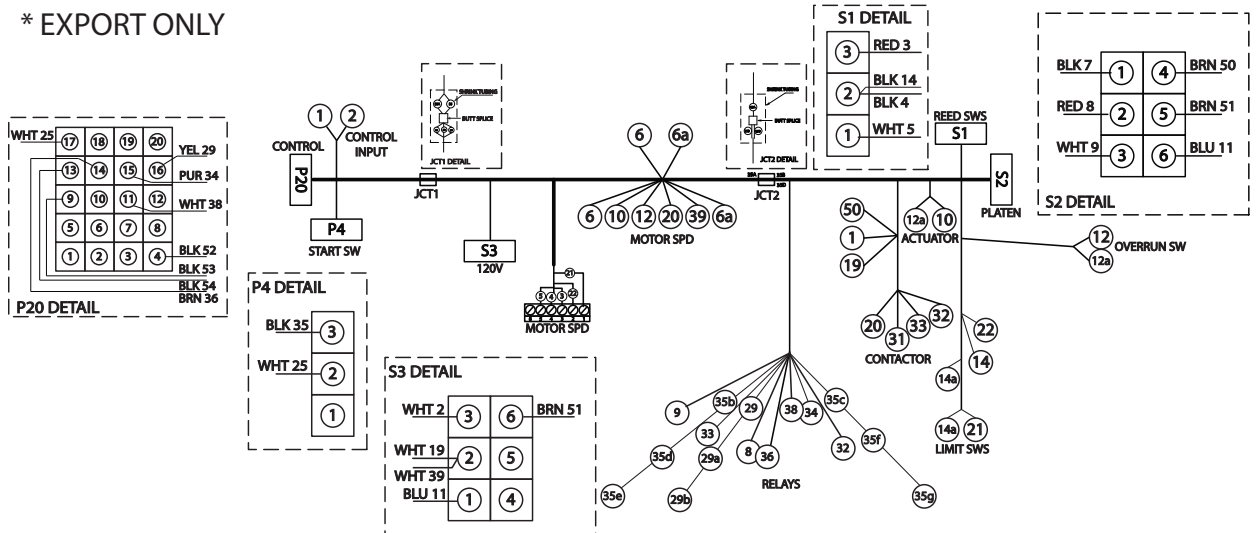 * EXPORT ONLY
WHT 25
17 18 19 20
13 14 15 16
9 10 11 12
5 6 7 8
1 2 3 4
YEL 29
PUR 34
WHT 38
BLK 52
BLK 53
BLK 54
BRN 36
P20 DETAIL
CONTROL
P20
1 2
CONTROL
INPUT
P4
START SW
P4 DETAIL
BLK 35
3
WHT 25
2
1
SHRINK TUBING
BUTT SPLICE
JCT1 DETAIL
JCT1
S3
120V
S3 DETAIL
WHT 2
3
6
BRN 51
WHT 19
2
5
WHT 39
BLU 11
1
4
21
5 4 3 22
MOTOR SPD
6 6a
6 10 12 20 39 6a
MOTOR SPD
SHRINK TUBING
BUTT SPLICE
JCT2 DETAIL
JCT2
S1 DETAIL
3
RED 3
2
BLK 14
BLK 4
1
WHT 5
REED SWS
S1
S2
PLATEN
BLK 7
1
4
BRN 50
RED 8
2
5
BRN 51
WHT 9
3
6
BLU 11
S2 DETAIL
50
1
19
12a 10
ACTUATOR
12
12a
OVERRUN SW
20 31 33 32
CONTACTOR
22
14
14a
14a 21
LIMIT SWS
9
35b
29
38
34
35c
33
35d
29a
8
36
32
35f
35e
29b
35g
RELAYS